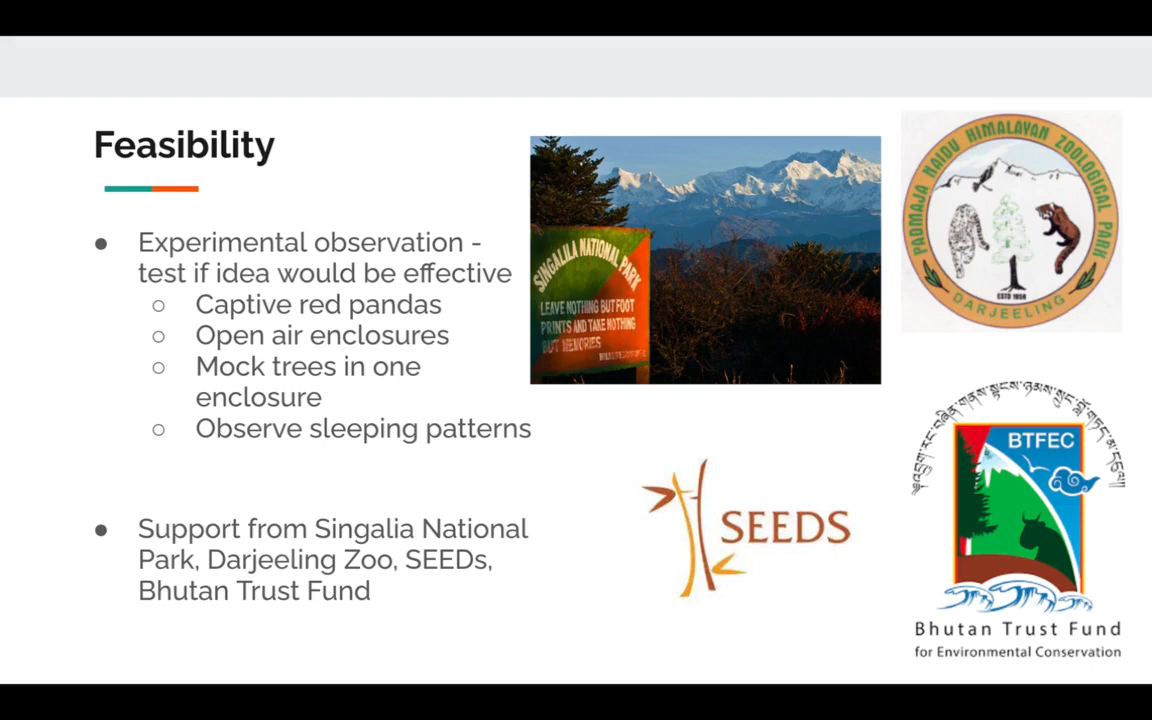 Feasibility
● Experimental observation -
test if idea would be effective
○ Captive red pandas
○ Open air enclosures
○ Mock trees in one
enclosure
○ Observe sleeping patterns
● Support from Singalia National
Park, Darjeeling Zoo, SEEDs,
Bhutan Trust Fund
SINGALILA NATIONAL PARK
LEAVE NOTHING BUT FOOT
PRINTS AND TAKE NOTHING
BUT MEMORIES
PADMAJA NAIDU HIMALAYAN ZOOLOGICAL PARK
ESTD 1958
DARJEELING
SEEDS
BTFEC
Bhutan Trust Fund
for Environmental Conservation